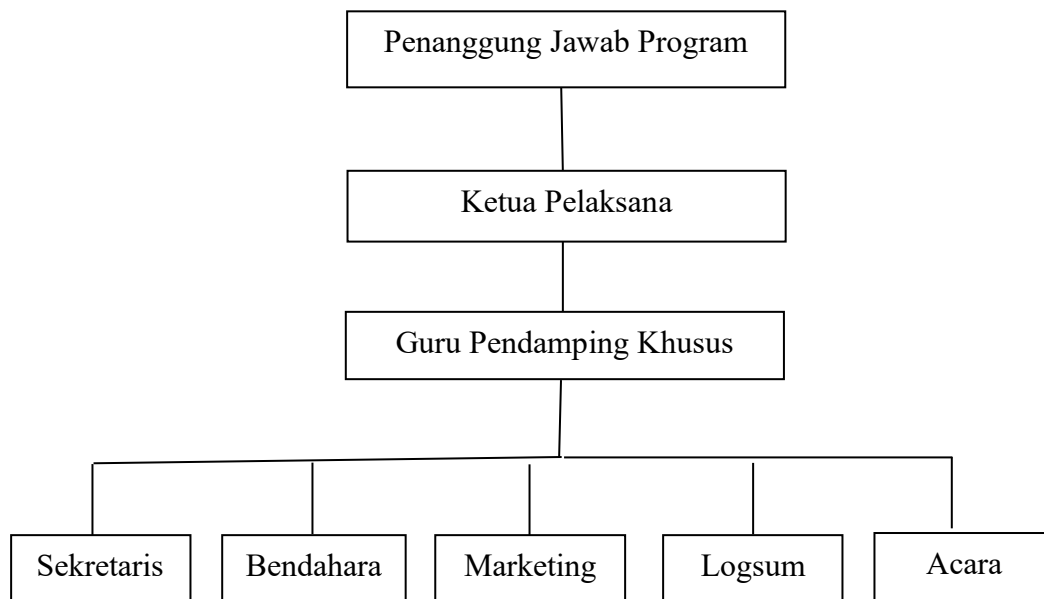 Penanggung Jawab Program
Ketua Pelaksana
Guru Pendamping Khusus
Sekretaris
Bendahara
Marketing
Logsum
Acara